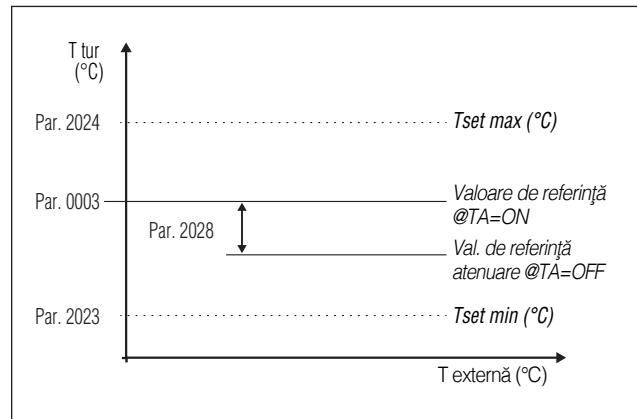 T tur
(°C)
Par. 2024
Tset max (°C)
Par. 0003
Valoare de referinţă
@TA=ON
Par. 2028
Val. de referinţă
atenuare @TA=OFF
Par. 2023
Tset min (°C)
T externă (°C)